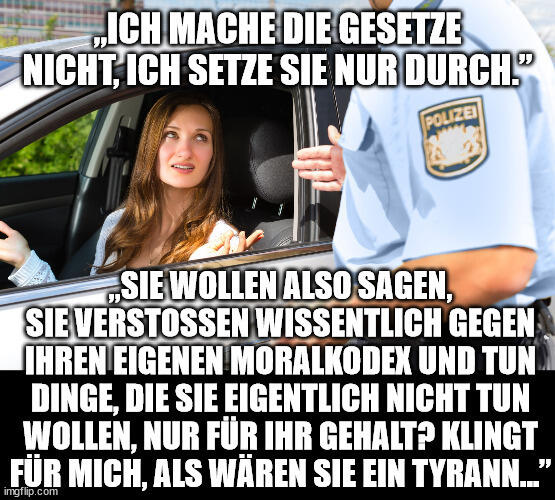 „ICH MACHE DIE GESETZE
NICHT, ICH SETZE SIE NUR DURCH.”
POLIZEI
„SIE WOLLEN ALSO SAGEN,
SIE VERSTOSSEN WISSENTLICH GEGEN
IHREN EIGENEN MORALKODEX UND TUN
DINGE, DIE SIE EIGENTLICH NICHT TUN
WOLLEN, NUR FÜR IHR GEHALT? KLINGT
FÜR MICH, ALS WÄREN SIE EIN TYRANN...”
imgflip.com